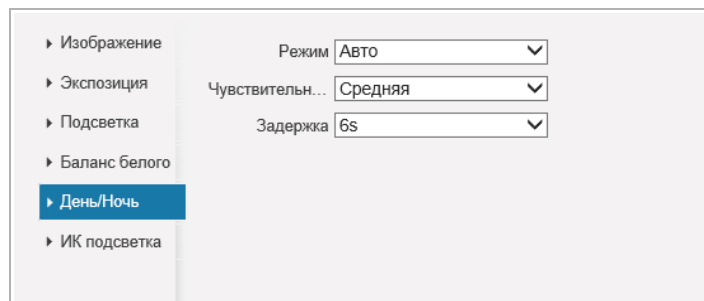 Изображение
Экспозиция
Подсветка
Баланс белого
День/Ночь
ИК подсветка
Режим Авто
Чувствительн... Средняя
Задержка 6s